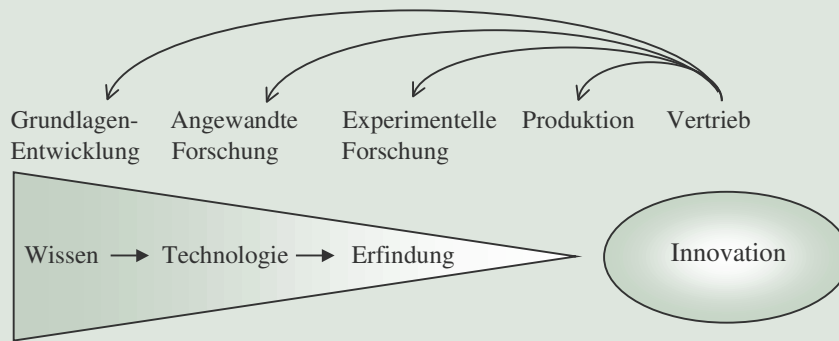 Grundlagen-
Entwicklung
Angewandte
Forschung
Experimentelle
Forschung
Produktion
Vertrieb
Wissen
Technologie
Erfindung
Innovation